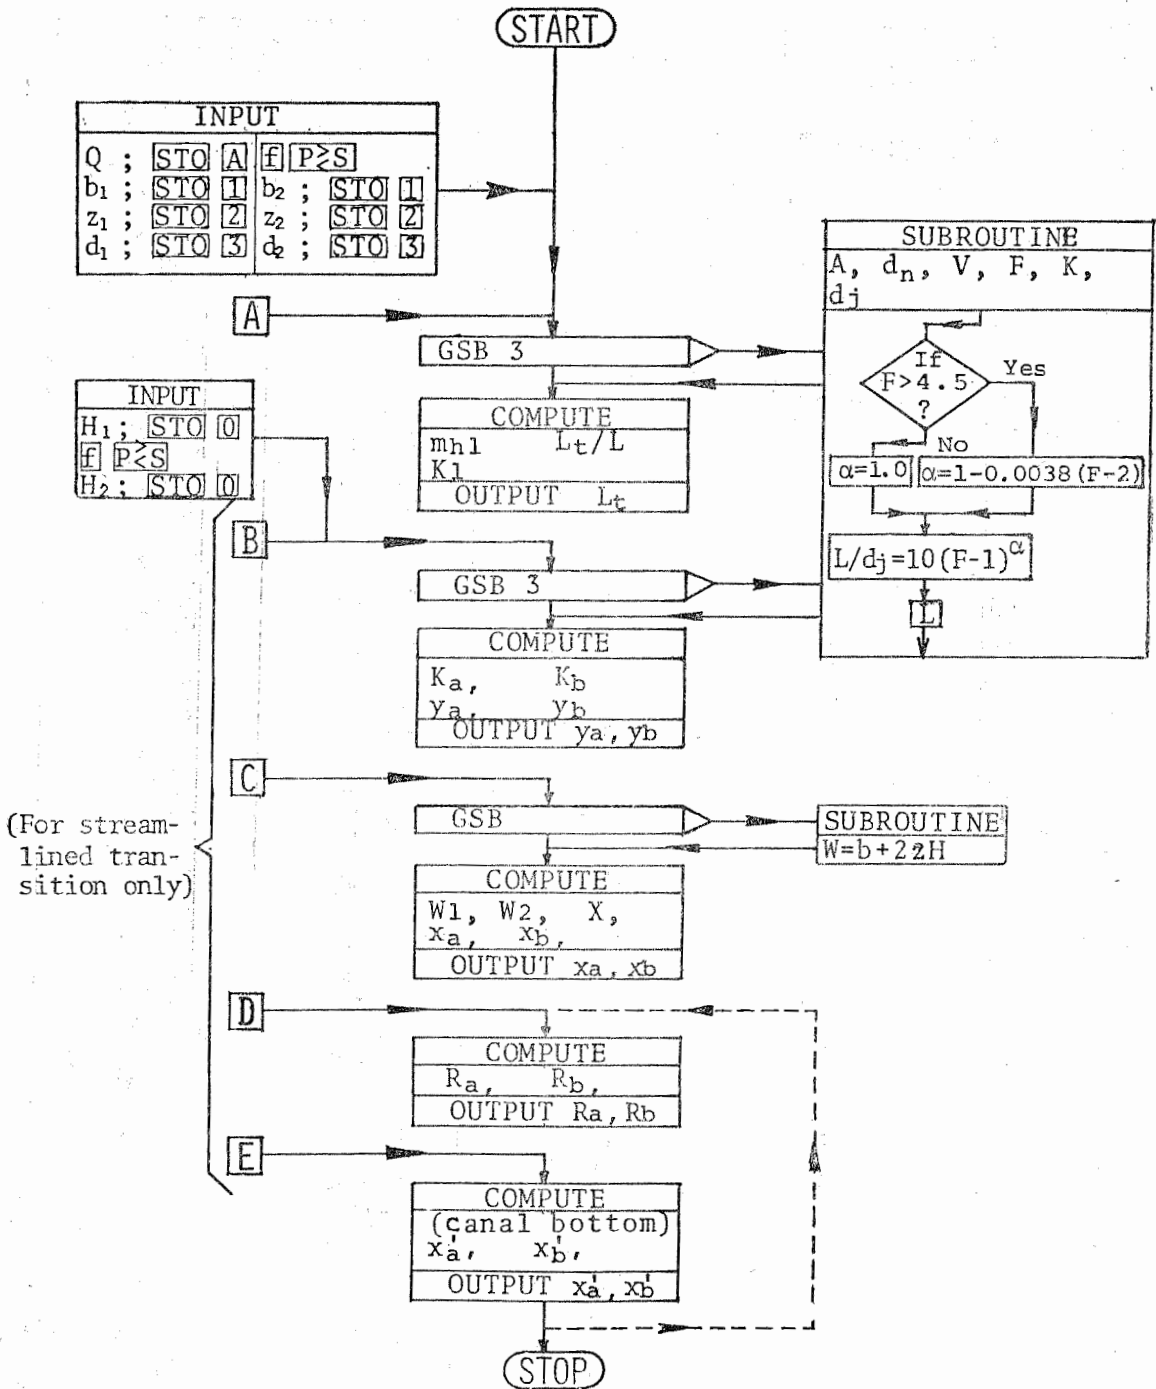 START
INPUT
Q ; STO A f P≷S
b₁ ; STO 1 b₂ ; STO 1
z₁ ; STO 2 z₂ ; STO 2
d₁ ; STO 3 d₂ ; STO 3
SUBROUTINE
A, dn, V, F, K,
dj
A
GSB 3
If
F>4.5
?
Yes
No
α=1.0 α=1-0.0038(F-2)
L/dj=10(F-1)^α
L
COMPUTE
mh1 Lt/L
K1
OUTPUT Lt
INPUT
H₁; STO 0
f P≷S
H₂; STO 0
B
GSB 3
COMPUTE
Ka, Kb
ya, yb
OUTPUT ya, yb
C
GSB
SUBROUTINE
W=b+2zH
COMPUTE
W1, W2, X,
xa, xb,
OUTPUT xa, xb
(For stream-
lined tran-
sition only)
D
COMPUTE
Ra, Rb,
OUTPUT Ra, Rb
E
COMPUTE
(canal bottom)
x'a, x'b,
OUTPUT x'a, x'b
STOP